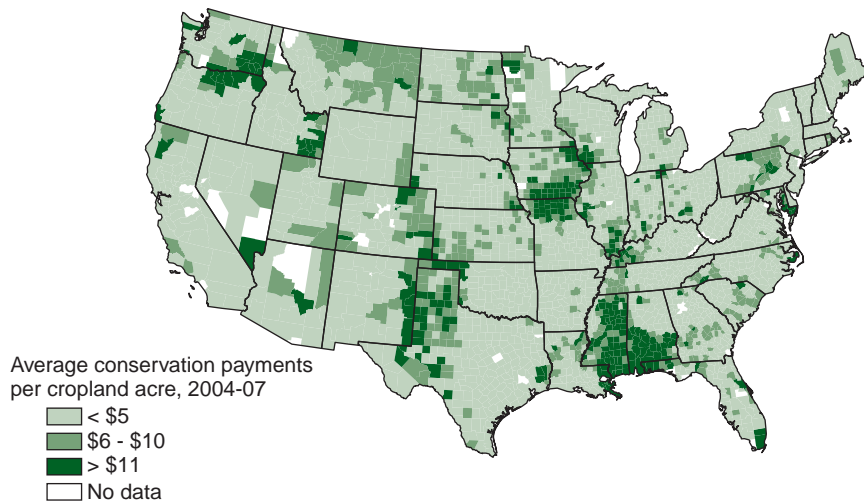 Average conservation payments
per cropland acre, 2004-07
< $5
$6 - $10
> $11
No data